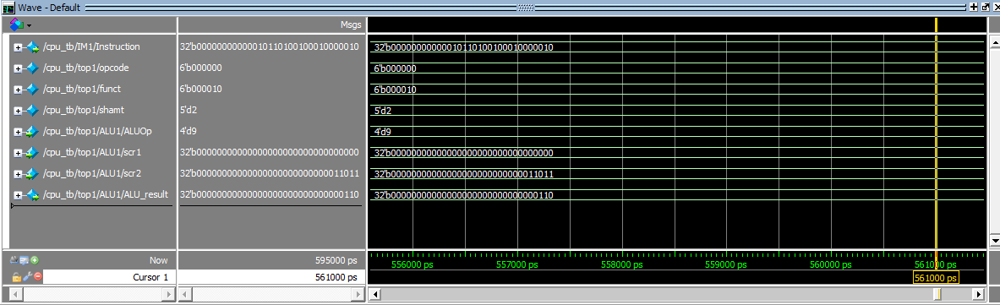 Wave - Default
Msgs
/cpu_tb/IM1/Instruction 32'b00000000000010110100100010000010 32'b00000000000010110100100010000010
/cpu_tb/top1/opcode 6'b000000 6'b000000
/cpu_tb/top1/funct 6'b000010 6'b000010
/cpu_tb/top1/shamt 5'd2 5'd2
/cpu_tb/top1/ALU1/ALUOp 4'd9 4'd9
/cpu_tb/top1/ALU1/scr1 32'b00000000000000000000000000000000 32'b00000000000000000000000000000000
/cpu_tb/top1/ALU1/scr2 32'b00000000000000000000000000011011 32'b00000000000000000000000000011011
/cpu_tb/top1/ALU1/ALU_result 32'b00000000000000000000000000000110 32'b00000000000000000000000000000110
Now 595000 ps 556000 ps 557000 ps 558000 ps 559000 ps 560000 ps 561000 ps
Cursor 1 561000 ps 561000 ps